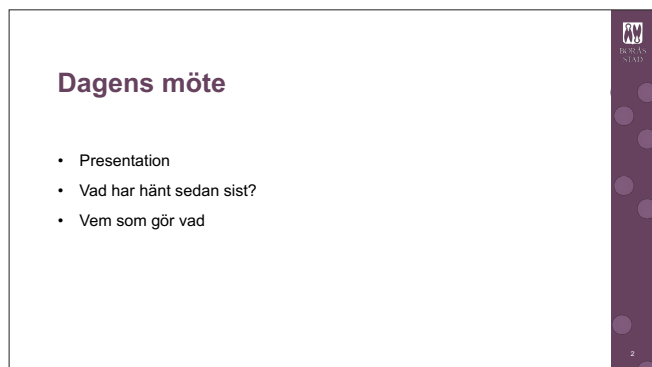 BORÅS
STAD
Dagens möte
• Presentation
• Vad har hänt sedan sist?
• Vem som gör vad
2